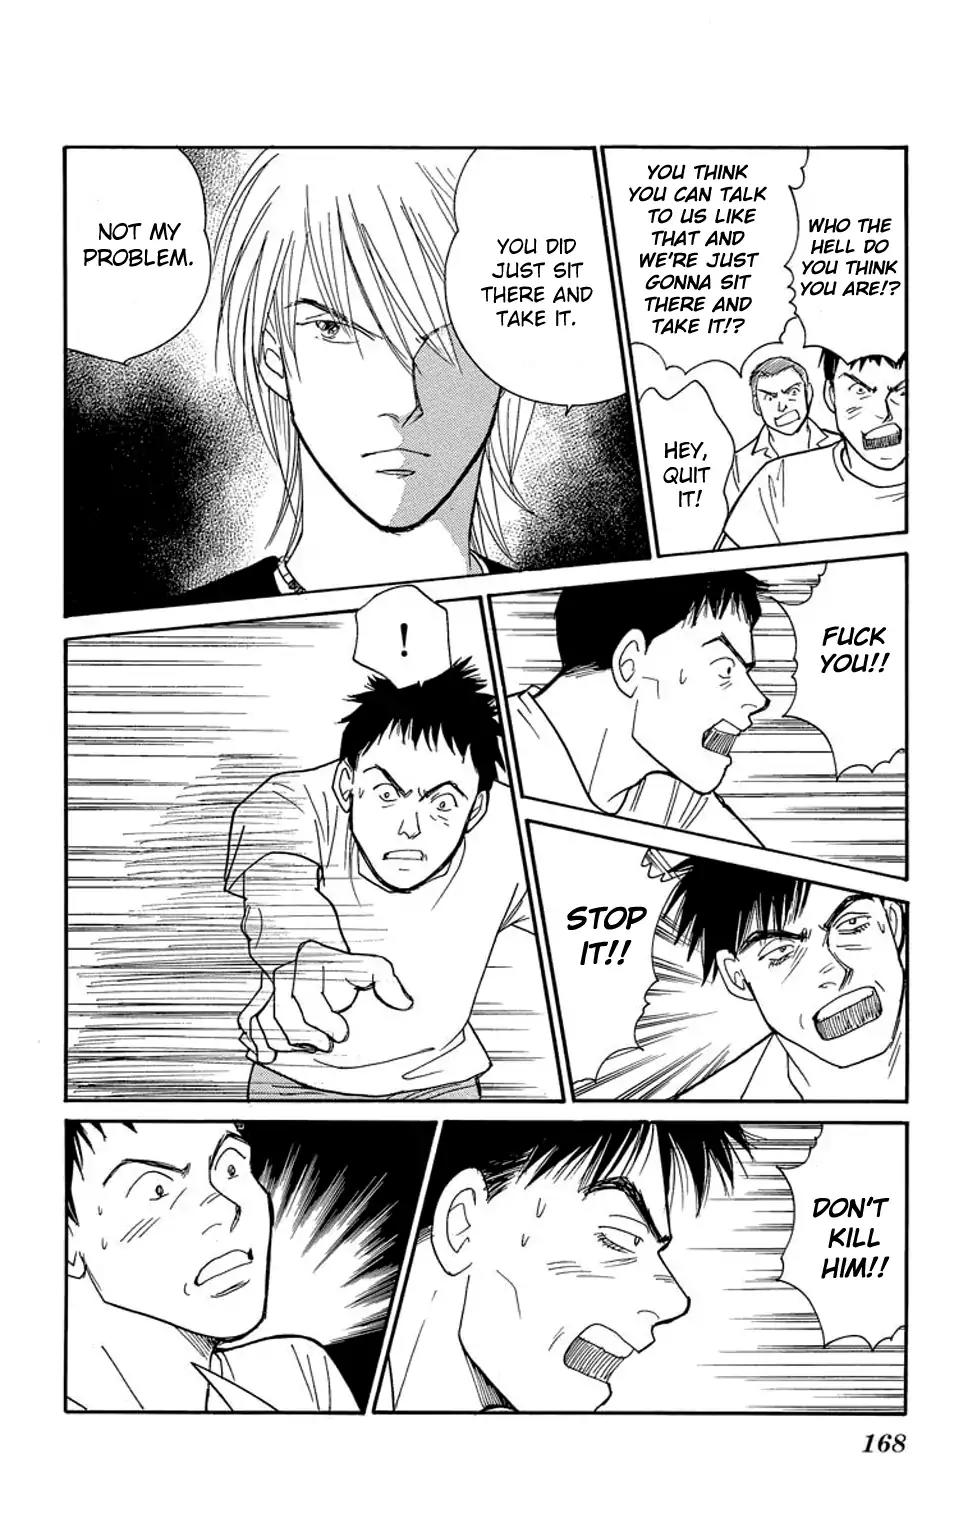 WHO THE
HELL DO
YOU THINK
YOU ARE!?
YOU THINK
YOU CAN TALK
TO US LIKE
THAT AND
WE'RE JUST
GONNA SIT
THERE AND
TAKE IT!?
HEY,
QUIT
IT!
YOU DID
JUST SIT
THERE AND
TAKE IT.
NOT MY
PROBLEM.
FUCK
YOU!!
!
STOP
IT!!
DON'T
KILL
HIM!!
168